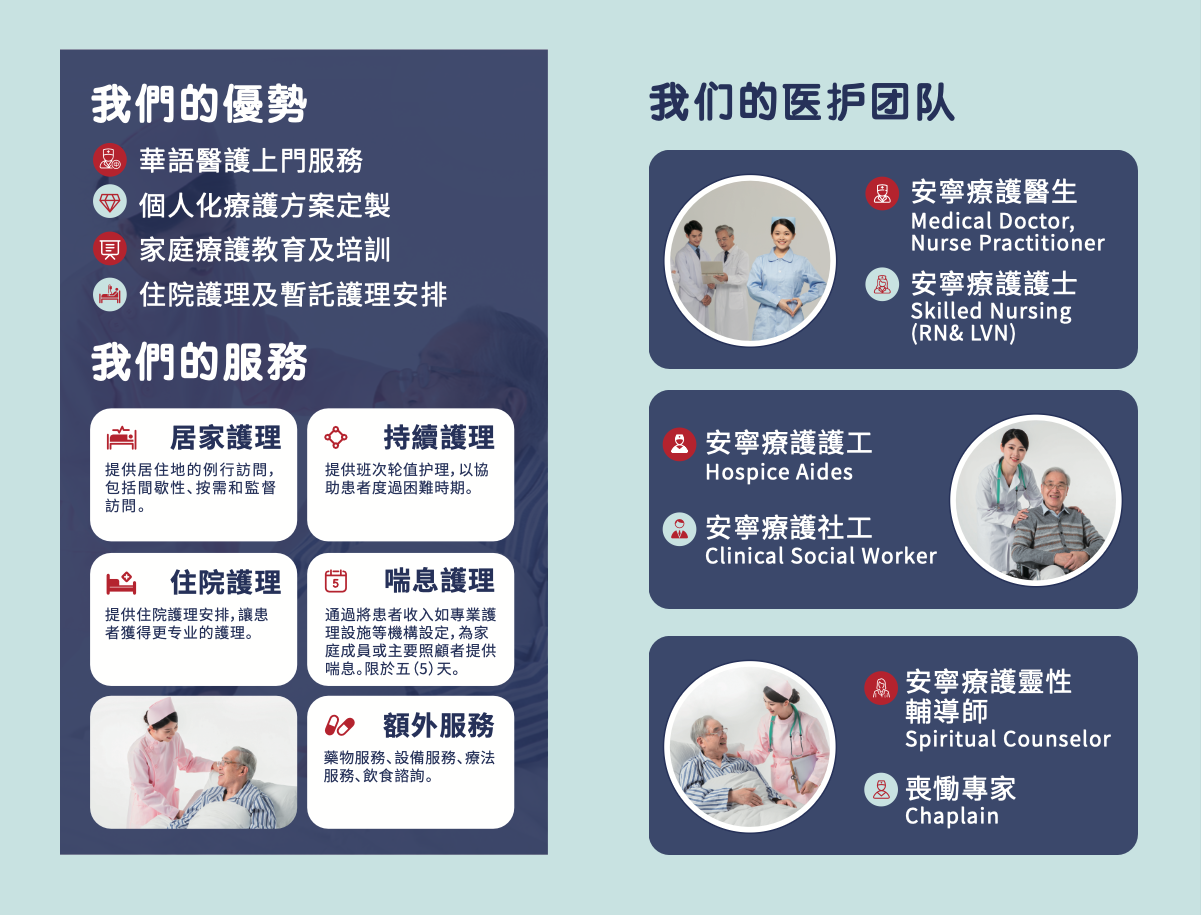 我們的優勢
華語醫護上門服務
個人化療護方案定製
家庭療護教育及培訓
住院護理及暫託護理安排
我們的服務
居家護理
提供居住地的例行訪問，
包括間歇性、按需和監督
訪問。
持續護理
提供班次轮值护理，以協
助患者度過困難時期。
住院護理
提供住院護理安排，讓患
者獲得更专业的護理。
5
喘息護理
通過將患者收入如專業護
理設施等機構設定，為家
庭成員或主要照顧者提供
喘息。限於五（5）天。
額外服務
藥物服務、設備服務、療法
服務、飲食諮詢。
我们的医护团队
安寧療護醫生
Medical Doctor,
Nurse Practitioner
安寧療護護士
Skilled Nursing
(RN& LVN)
安寧療護護工
Hospice Aides
安寧療護社工
Clinical Social Worker
安寧療護靈性
輔導師
Spiritual Counselor
喪慟專家
Chaplain